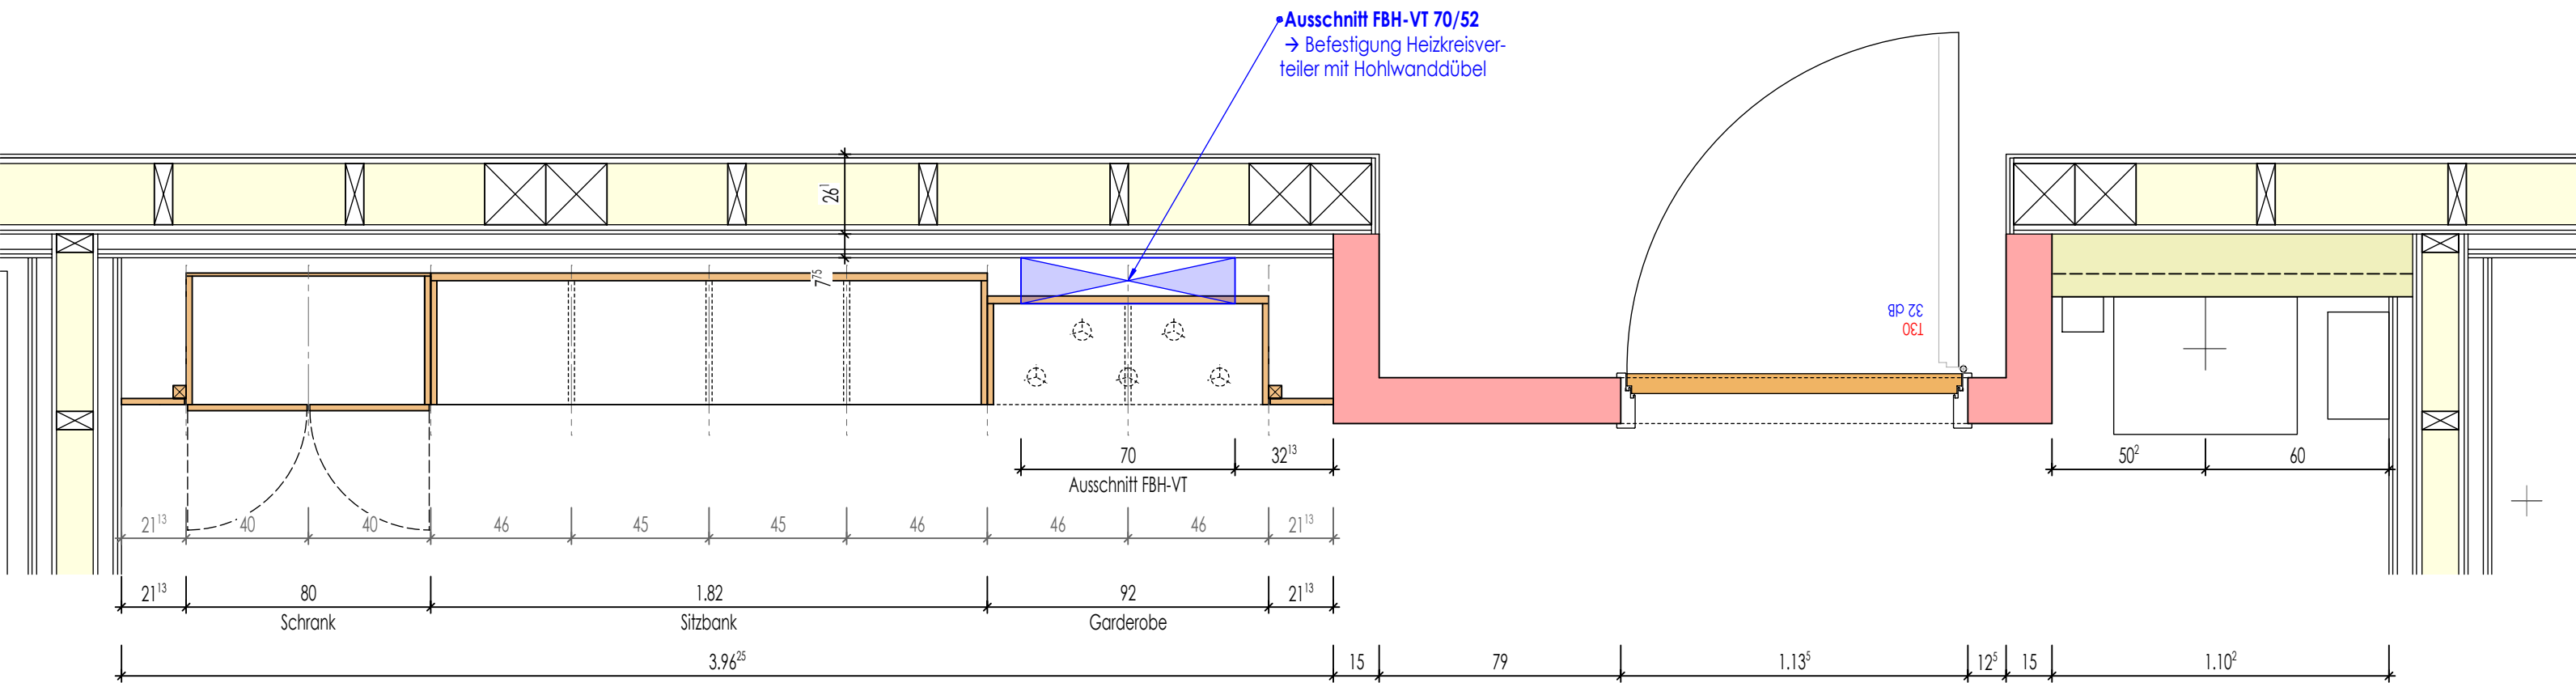 Ausschnitt FBH-VT 70/52
→ Befestigung Heizkreisver-
teiler mit Hohlwanddübel
26¹
7⁷⁵
32 dB
T30
70
32¹³
50²
60
Ausschnitt FBH-VT
21¹³ 40 40 46 45 45 46 46 46 21¹³
21¹³ 80 1.82 92 21¹³
Schrank Sitzbank Garderobe
3.96²⁵ 15 79 1.13⁵ 12⁵ 15 1.10²